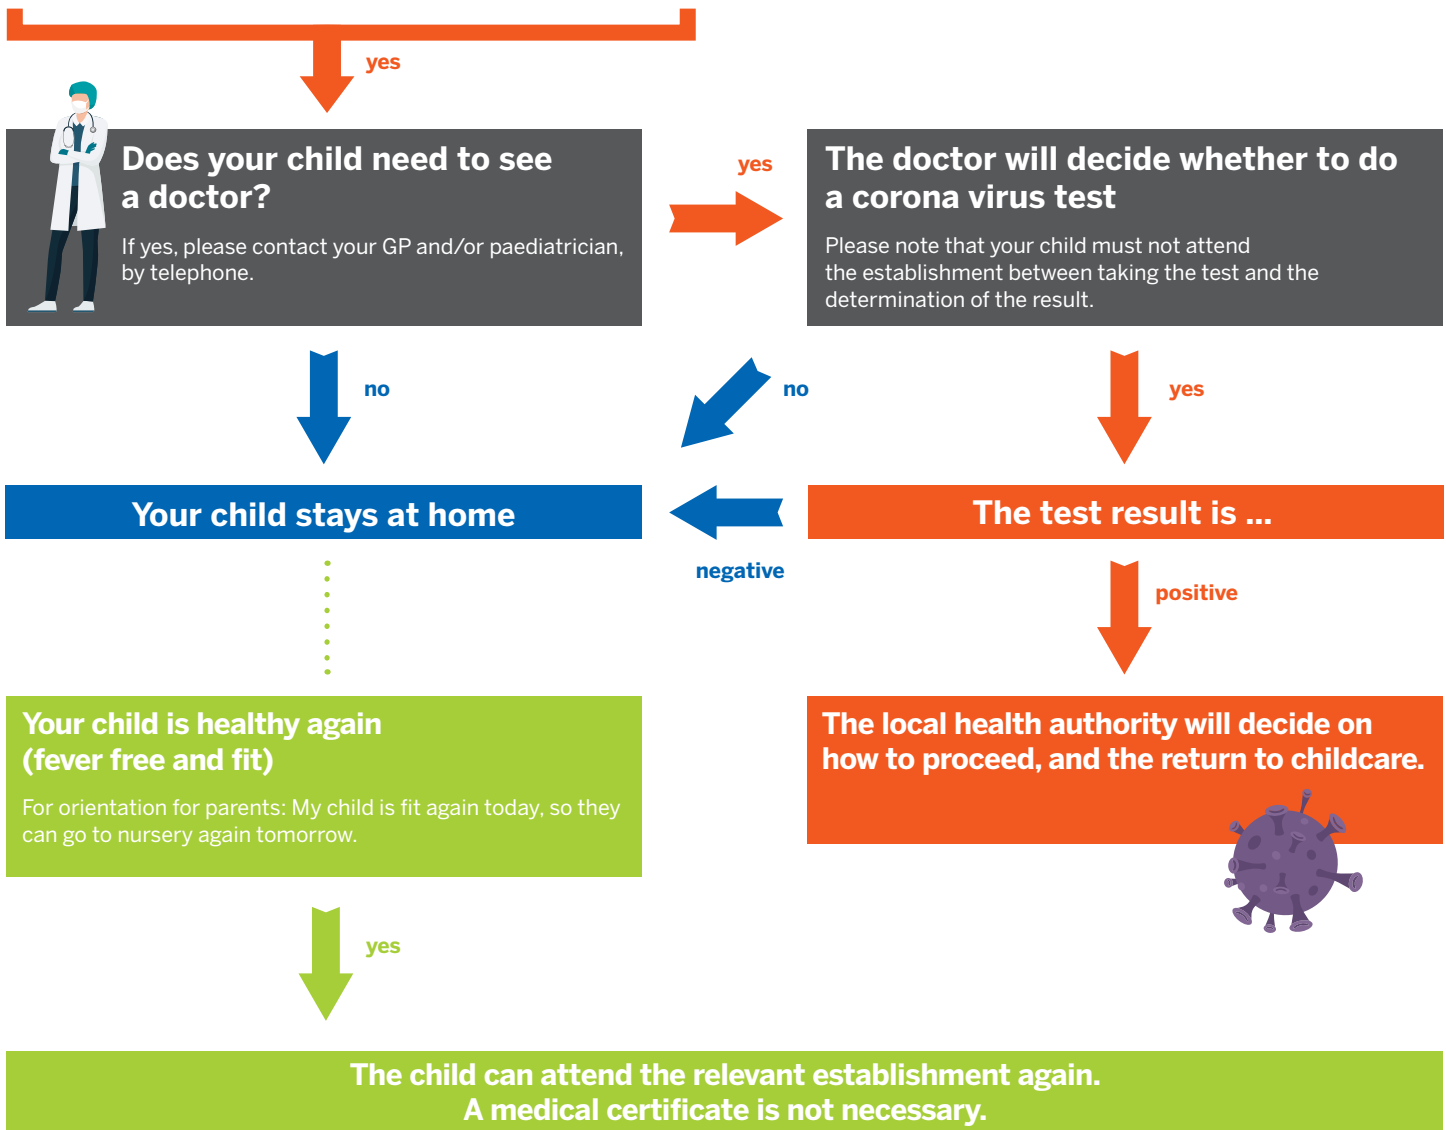 yes
Does your child need to see
a doctor?
If yes, please contact your GP and/or paediatrician,
by telephone.
yes
The doctor will decide whether to do
a corona virus test
Please note that your child must not attend
the establishment between taking the test and the
determination of the result.
no
no
yes
Your child stays at home
negative
The test result is ...
positive
Your child is healthy again
(fever free and fit)
For orientation for parents: My child is fit again today, so they
can go to nursery again tomorrow.
The local health authority will decide on
how to proceed, and the return to childcare.
yes
The child can attend the relevant establishment again.
A medical certificate is not necessary.